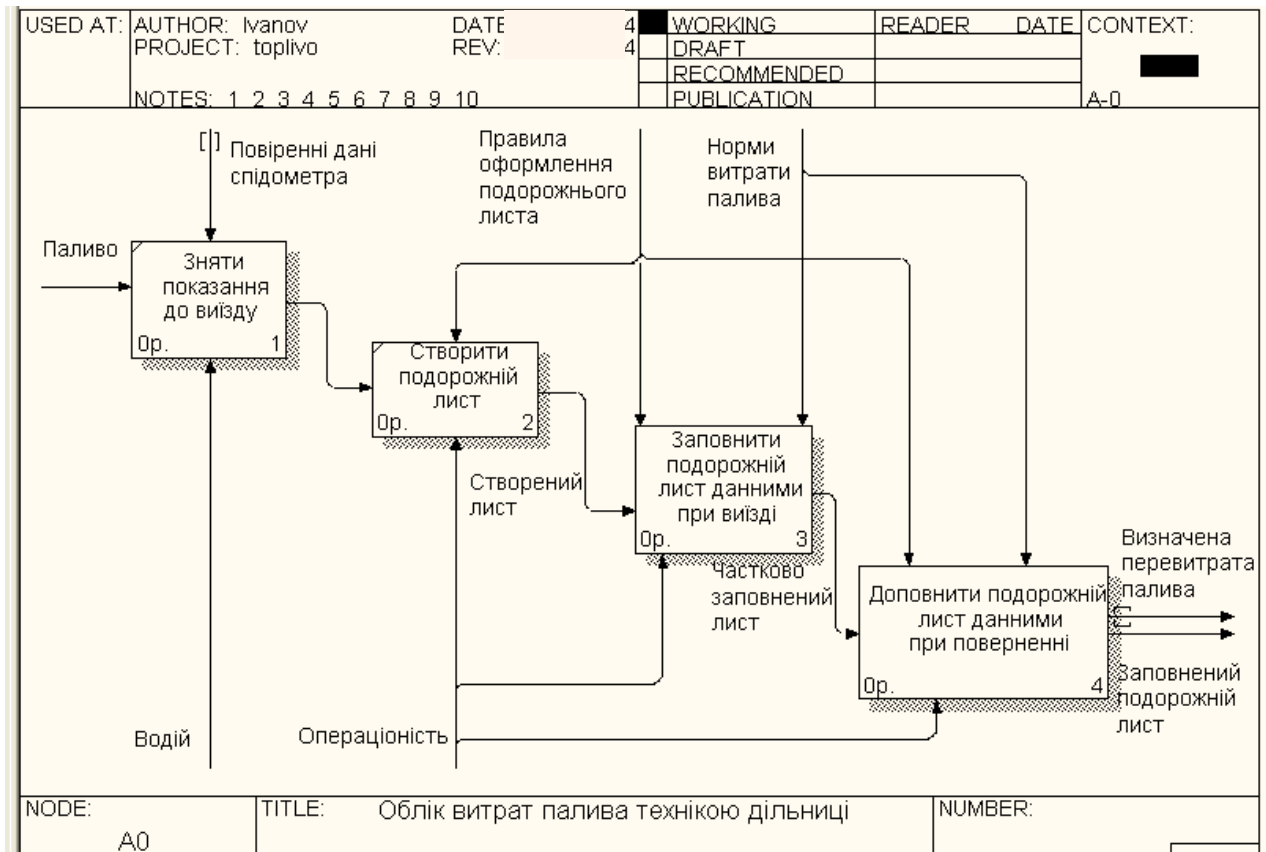 USED AT:
AUTHOR: Ivanov
DATE
4
PROJECT: toplivo
REV:
4
NOTES: 1 2 3 4 5 6 7 8 9 10
WORKING
DRAFT
RECOMMENDED
PUBLICATION
READER DATE
CONTEXT:
A-0
Повіренні дані
спідометра
Правила
оформлення
подорожнього
листа
Норми
витрати
палива
Паливо
Зняти
показання
до виїзду
0р. 1
Створити
подорожній
лист
0р. 2
Створений
лист
Заповнити
подорожній
лист данними
при виїзді
0р. 3
Частково
заповнений
лист
Доповнити подорожній
лист данними
при поверненні
0р. 4
Визначена
перевитрата
палива
Заповнений
подорожній
лист
Водій
Операціоність
NODE:
A0
TITLE:
Облік витрат палива технікою дільниці
NUMBER: